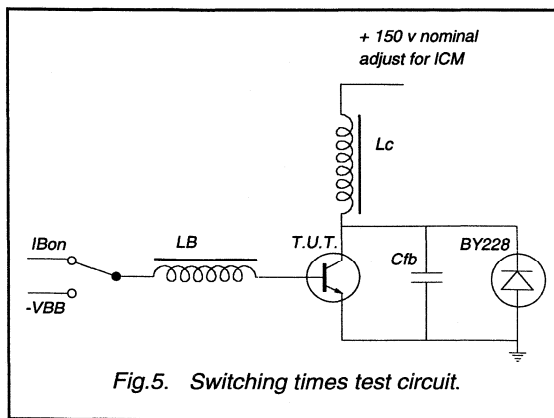 + 150 v nominal
adjust for ICM
Lc
IBon
LB
T.U.T.
BY228
Cfb
-VBB
Fig.5. Switching times test circuit.